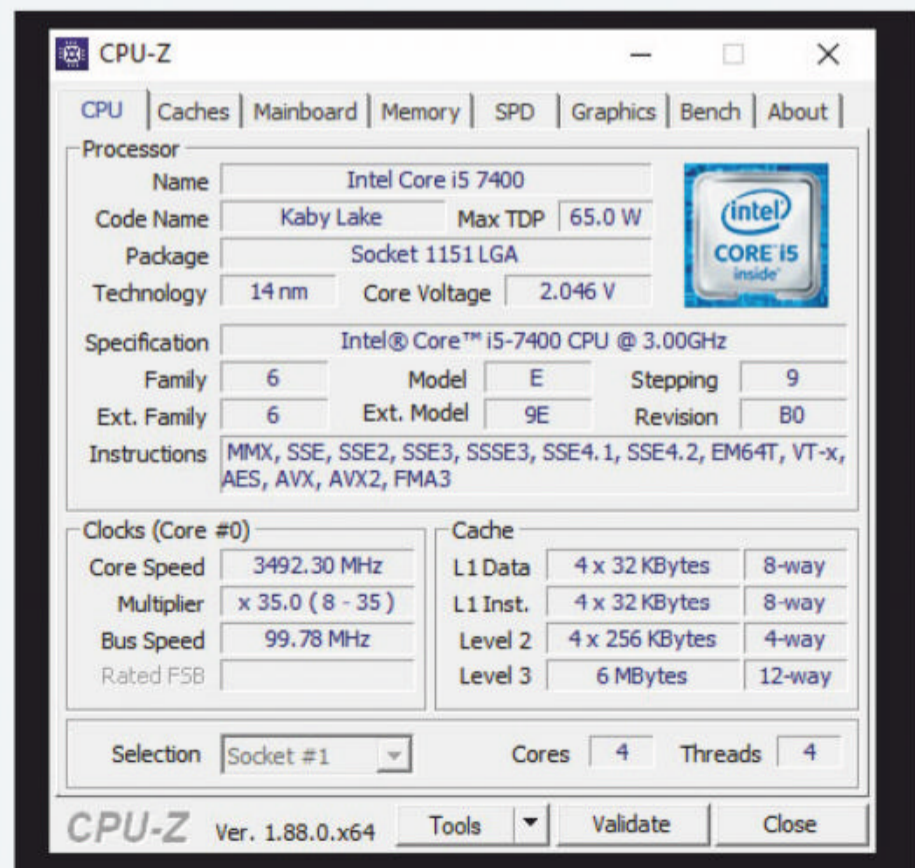 CPU-Z
CPU Caches Mainboard Memory SPD Graphics Bench About
Processor
Name Intel Core i5 7400
Code Name Kaby Lake Max TDP 65.0 W
Package Socket 1151 LGA
Technology 14 nm Core Voltage 2.046 V
intel
CORE i5
inside
Specification Intel® Core™ i5-7400 CPU @ 3.00GHz
Family 6 Model E Stepping 9
Ext. Family 6 Ext. Model 9E Revision B0
Instructions MMX, SSE, SSE2, SSE3, SSSE3, SSE4.1, SSE4.2, EM64T, VT-x,
AES, AVX, AVX2, FMA3
Clocks (Core #0)
Core Speed 3492.30 MHz
Multiplier x 35.0 ( 8 - 35 )
Bus Speed 99.78 MHz
Rated FSB
Cache
L1 Data 4 x 32 KBytes 8-way
L1 Inst. 4 x 32 KBytes 8-way
Level 2 4 x 256 KBytes 4-way
Level 3 6 MBytes 12-way
Selection Socket #1 Cores 4 Threads 4
CPU-Z Ver. 1.88.0.x64 Tools Validate Close